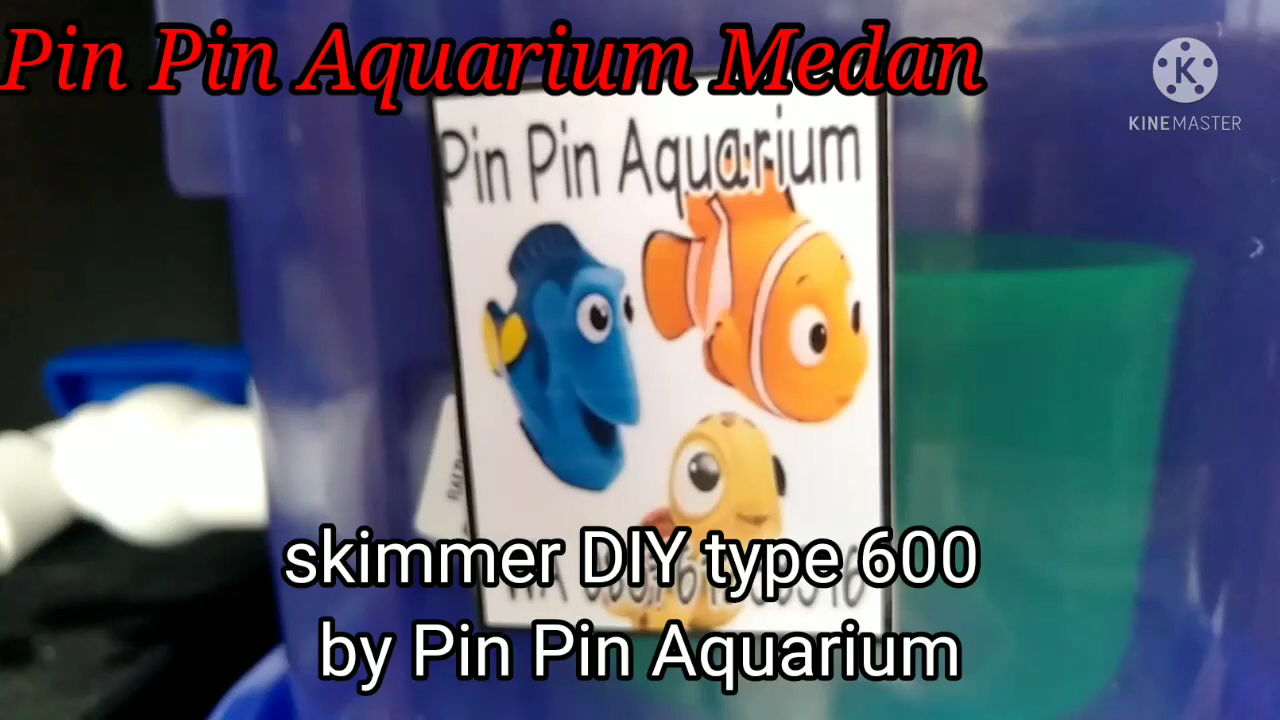 Pin Pin Aquarium Medan
K
KINEMASTER
Pin Pin Aquarium
skimmer DIY type 600
by Pin Pin Aquarium